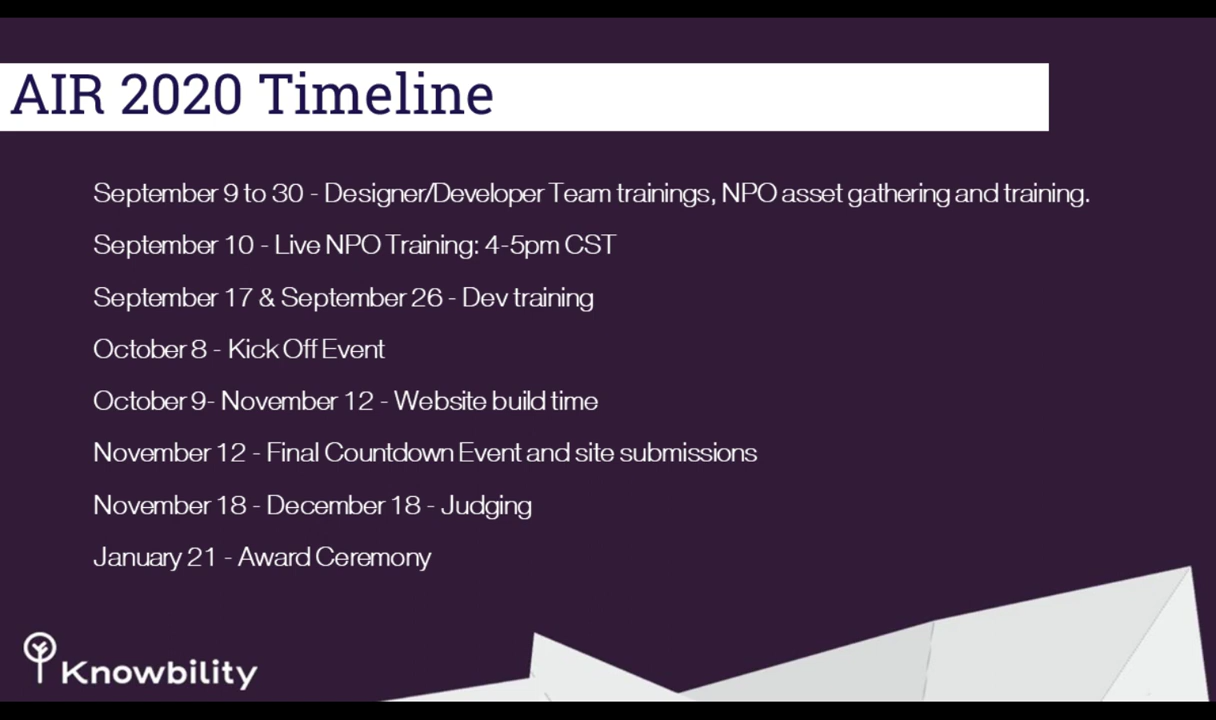 AIR 2020 Timeline
September 9 to 30 - Designer/Developer Team trainings, NPO asset gathering and training.
September 10 - Live NPO Training: 4-5pm CST
September 17 & September 26 - Dev training
October 8 - Kick Off Event
October 9- November 12 - Website build time
November 12 - Final Countdown Event and site submissions
November 18 - December 18 - Judging
January 21 - Award Ceremony
Knowbility